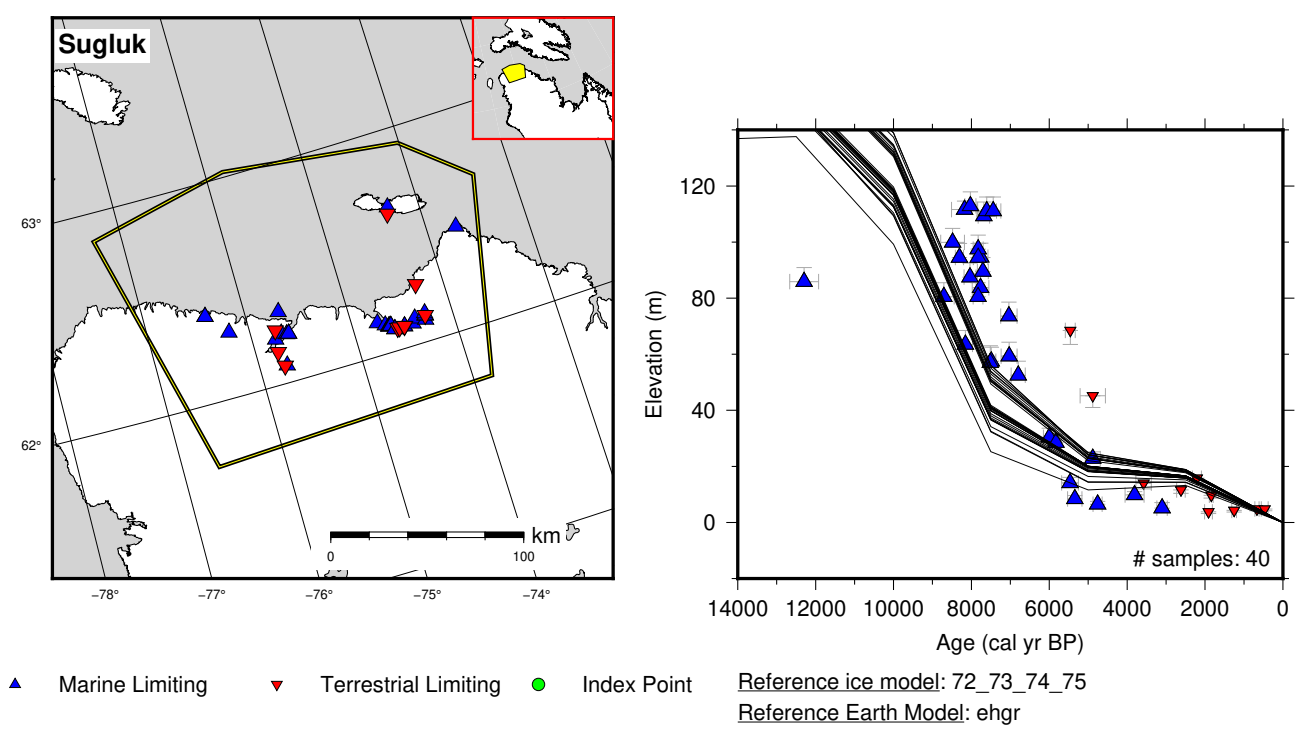 Sugluk
63°
62°
km
0 100
−78° −77° −76° −75° −74°
120
80
40
0
Elevation (m)
# samples: 40
14000 12000 10000 8000 6000 4000 2000 0
Age (cal yr BP)
Marine Limiting Terrestrial Limiting Index Point
Reference ice model: 72_73_74_75
Reference Earth Model: ehgr